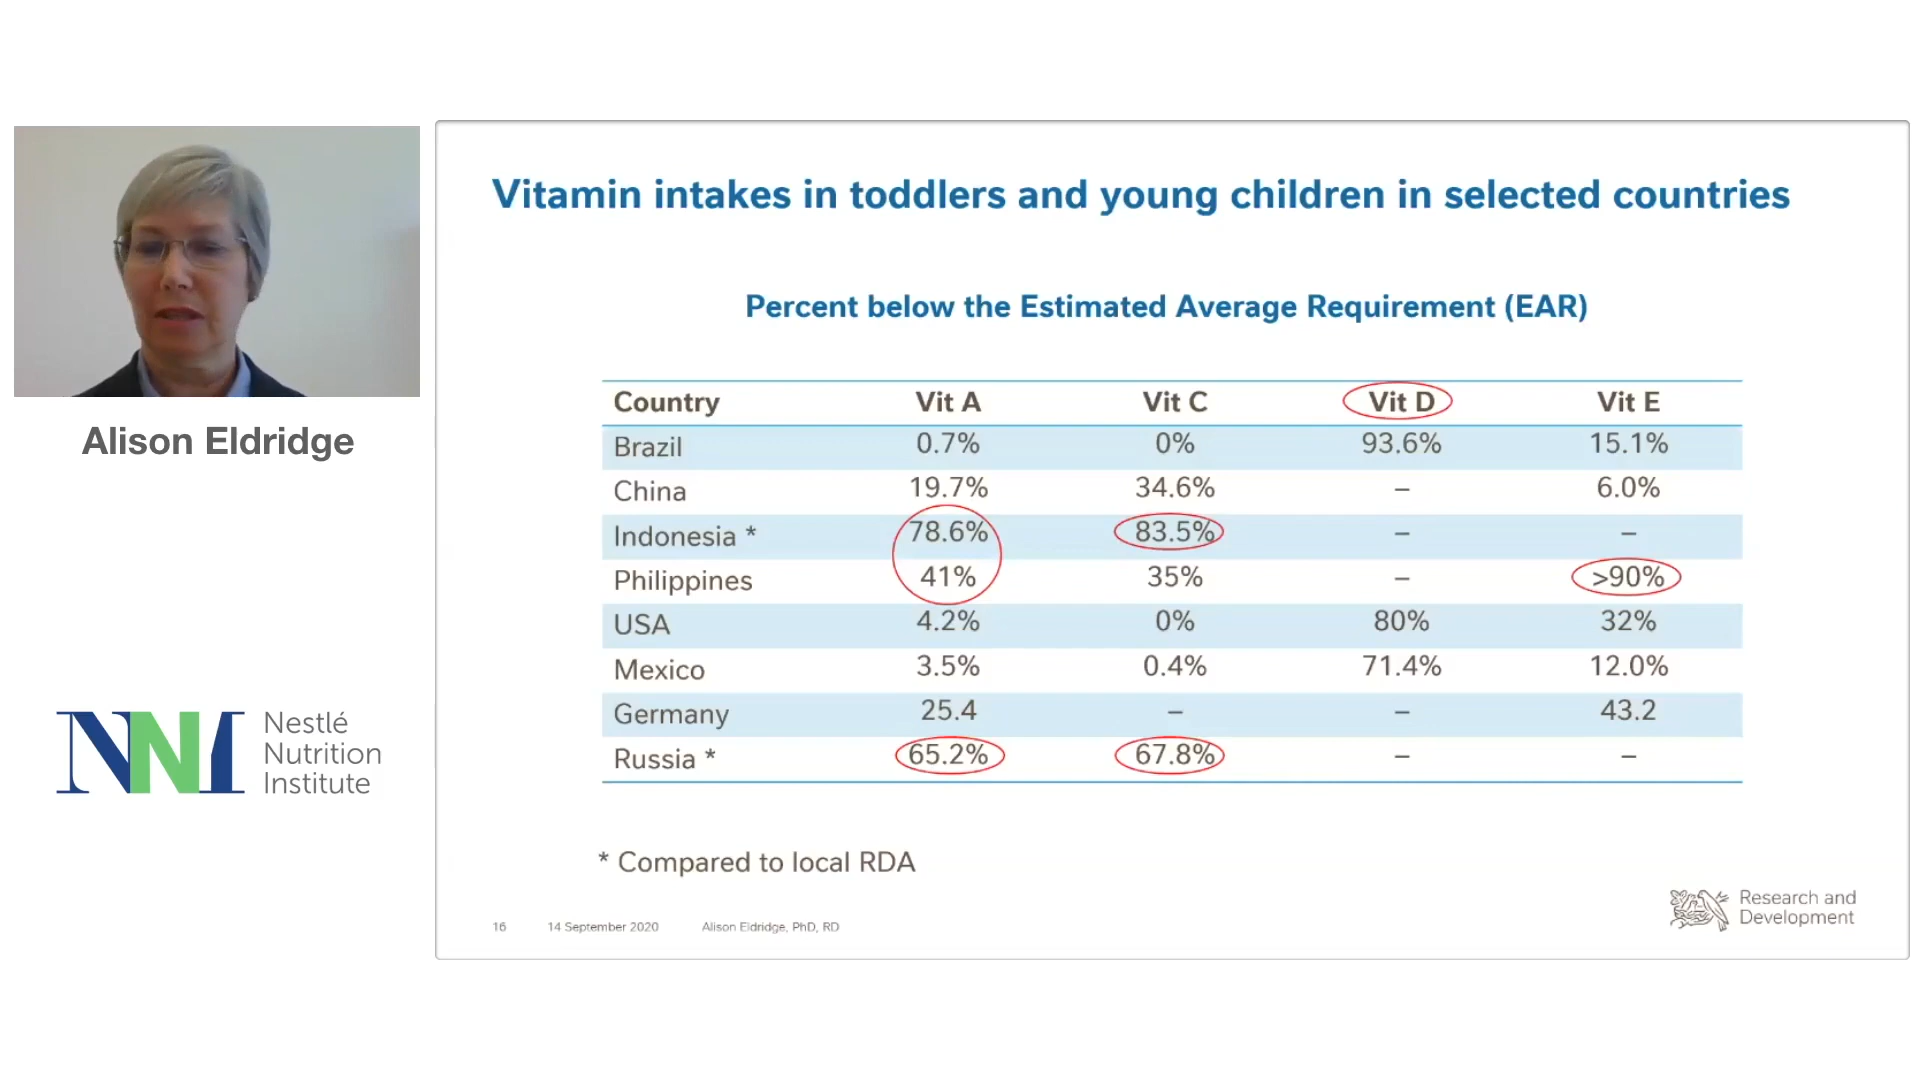 Alison Eldridge
NNI
Nestlé
Nutrition
Institute
Vitamin intakes in toddlers and young children in selected countries
Percent below the Estimated Average Requirement (EAR)
Country Vit A Vit C Vit D Vit E
Brazil 0.7% 0% 93.6% 15.1%
China 19.7% 34.6% – 6.0%
Indonesia * 78.6% 83.5% – –
Philippines 41% 35% – >90%
USA 4.2% 0% 80% 32%
Mexico 3.5% 0.4% 71.4% 12.0%
Germany 25.4 – – 43.2
Russia * 65.2% 67.8% – –
* Compared to local RDA
16 14 September 2020 Alison Eldridge, PhD, RD
Research and
Development